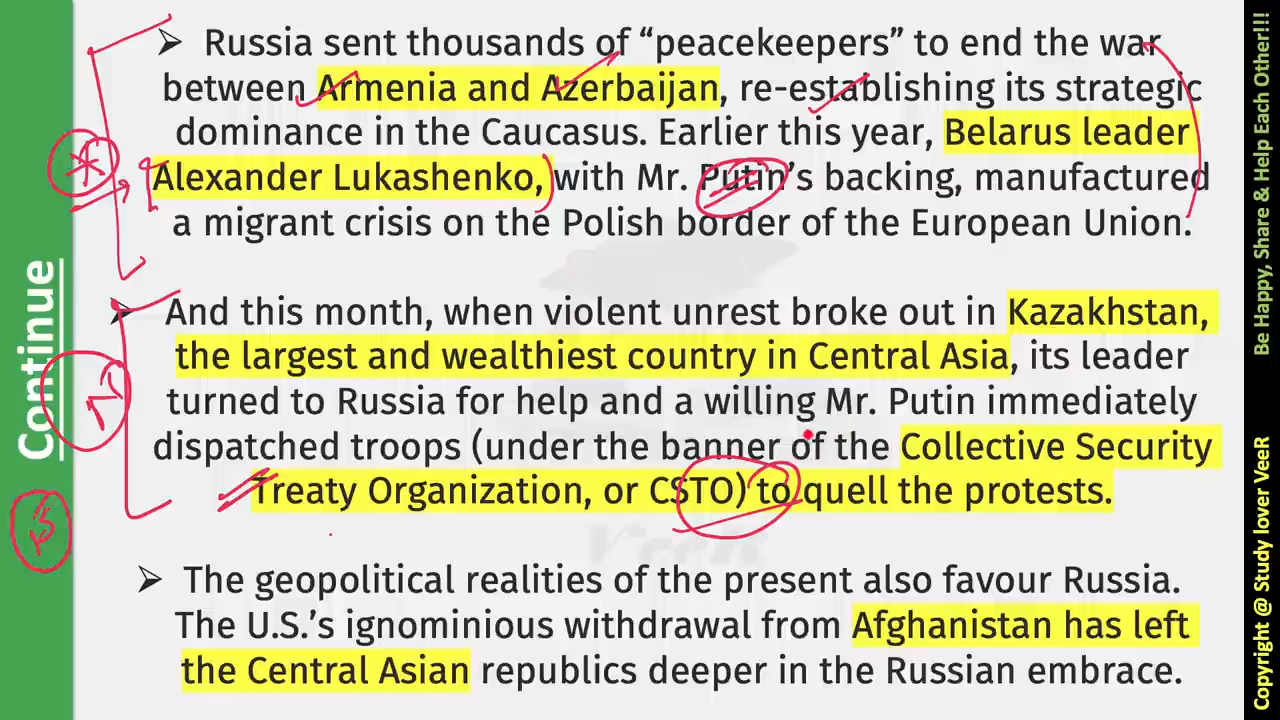 ➤ Russia sent thousands of “peacekeepers” to end the war
between Armenia and Azerbaijan, re-establishing its strategic
dominance in the Caucasus. Earlier this year, Belarus leader
Alexander Lukashenko, with Mr. Putin’s backing, manufactured
a migrant crisis on the Polish border of the European Union.
➤ And this month, when violent unrest broke out in Kazakhstan,
the largest and wealthiest country in Central Asia, its leader
turned to Russia for help and a willing Mr. Putin immediately
dispatched troops (under the banner of the Collective Security
Treaty Organization, or CSTO) to quell the protests.
➤ The geopolitical realities of the present also favour Russia.
The U.S.’s ignominious withdrawal from Afghanistan has left
the Central Asian republics deeper in the Russian embrace.
Continue
Be Happy, Share & Help Each Other!!!
Copyright @ Study lover VeeR
VeeR